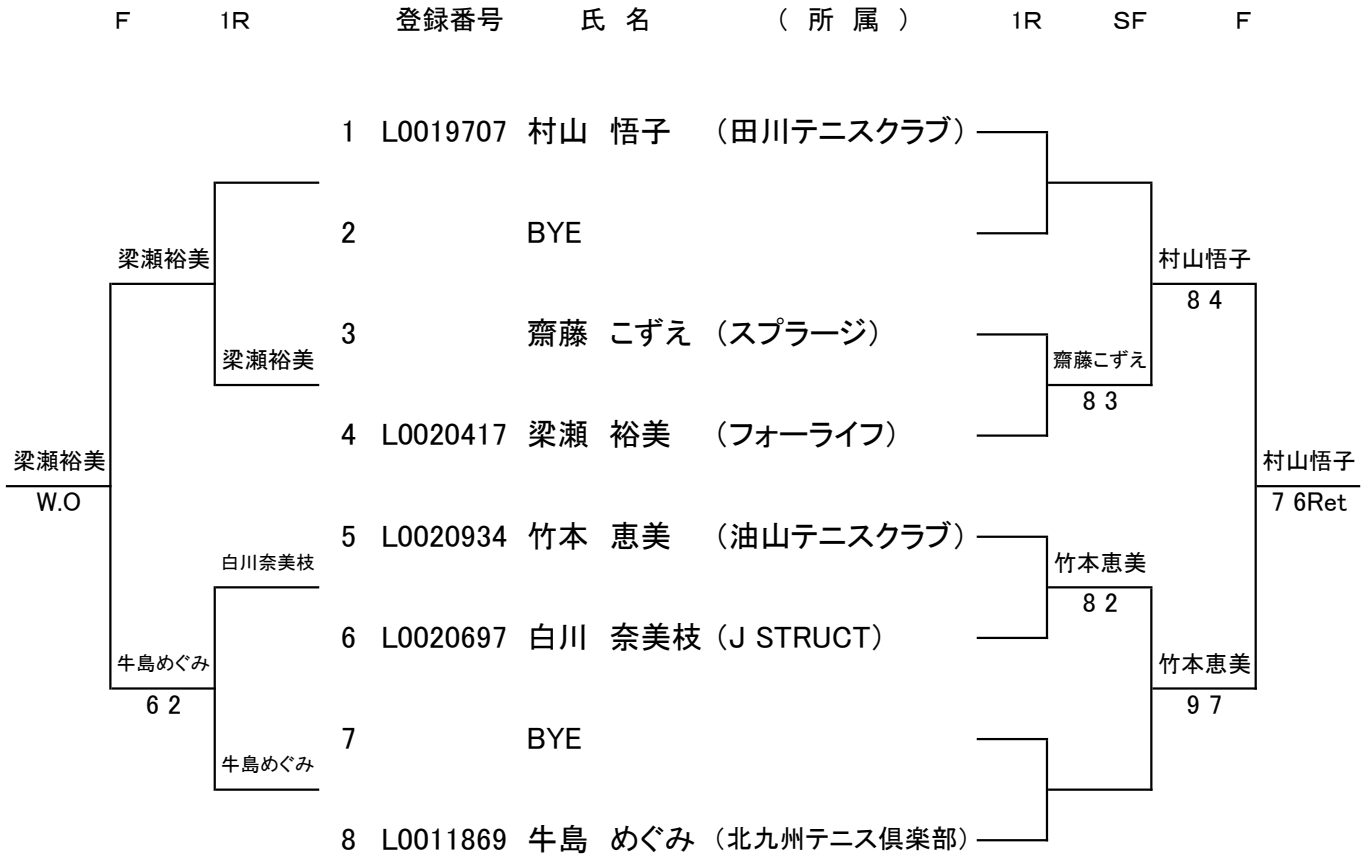 F 1R 登録番号 氏 名 ( 所 属 ) 1R SF F
1 L0019707 村山 悟子 (田川テニスクラブ)
2 BYE
梁瀬裕美 村山悟子
8 4
3 齋藤 こずえ (スプラージ)
梁瀬裕美 齋藤こずえ
8 3
4 L0020417 梁瀬 裕美 (フォーライフ)
梁瀬裕美 村山悟子
W.O 7 6Ret
5 L0020934 竹本 恵美 (油山テニスクラブ)
白川奈美枝 竹本恵美
8 2
6 L0020697 白川 奈美枝 (J STRUCT)
牛島めぐみ 竹本恵美
6 2 9 7
7 BYE
牛島めぐみ
8 L0011869 牛島 めぐみ (北九州テニス倶楽部)